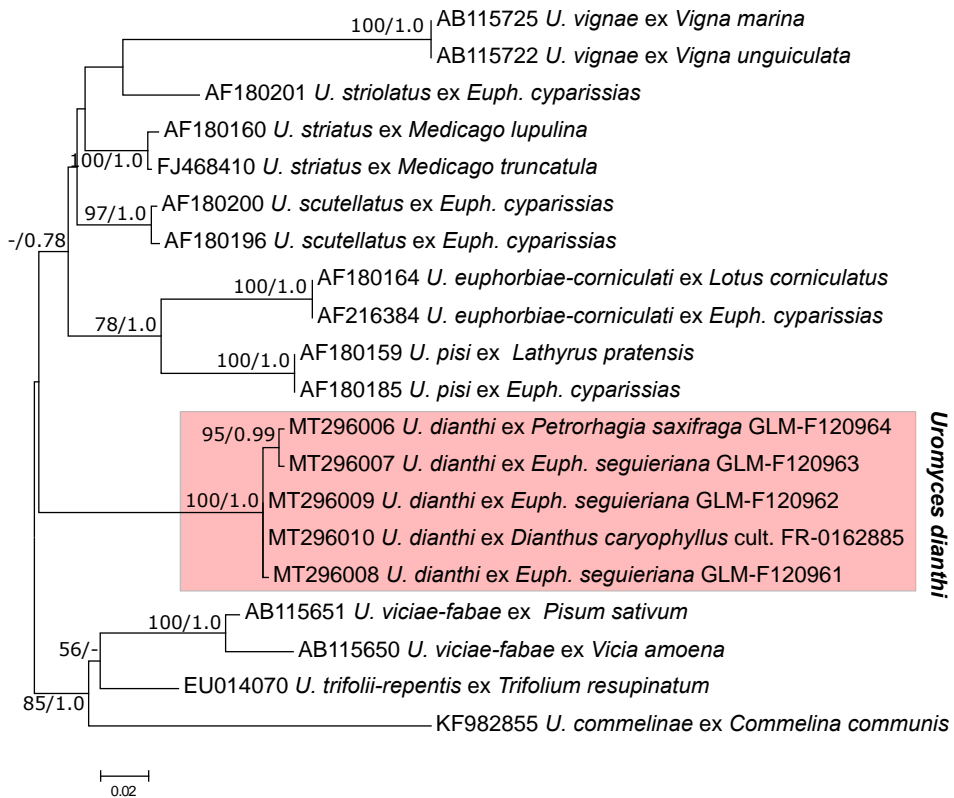 100/1.0
AB115725 U. vignae ex Vigna marina
AB115722 U. vignae ex Vigna unguiculata
AF180201 U. striolatus ex Euph. cyparissias
AF180160 U. striatus ex Medicago lupulina
100/1.0
FJ468410 U. striatus ex Medicago truncatula
AF180200 U. scutellatus ex Euph. cyparissias
97/1.0
AF180196 U. scutellatus ex Euph. cyparissias
-/0.78
AF180164 U. euphorbiae-corniculati ex Lotus corniculatus
100/1.0
AF216384 U. euphorbiae-corniculati ex Euph. cyparissias
78/1.0
AF180159 U. pisi ex Lathyrus pratensis
100/1.0
AF180185 U. pisi ex Euph. cyparissias
MT296006 U. dianthi ex Petrorhagia saxifraga GLM-F120964
95/0.99
MT296007 U. dianthi ex Euph. seguieriana GLM-F120963
100/1.0
MT296009 U. dianthi ex Euph. seguieriana GLM-F120962
MT296010 U. dianthi ex Dianthus caryophyllus cult. FR-0162885
MT296008 U. dianthi ex Euph. seguieriana GLM-F120961
Uromyces dianthi
AB115651 U. viciae-fabae ex Pisum sativum
100/1.0
AB115650 U. viciae-fabae ex Vicia amoena
56/-
EU014070 U. trifolii-repentis ex Trifolium resupinatum
85/1.0
KF982855 U. commelinae ex Commelina communis
0.02